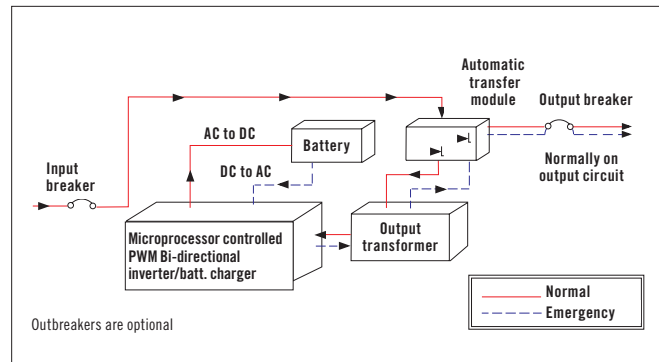 Automatic
transfer
module
Output breaker
AC to DC
Battery
DC to AC
Input
breaker
Normally on
output circuit
Microprocessor controlled
PWM Bi-directional
inverter/batt. charger
Output
transformer
Normal
Emergency
Outbreakers are optional